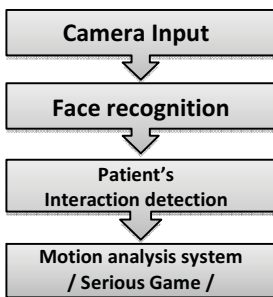 Camera Input
Face recognition
Patient's
Interaction detection
Motion analysis system
/ Serious Game /